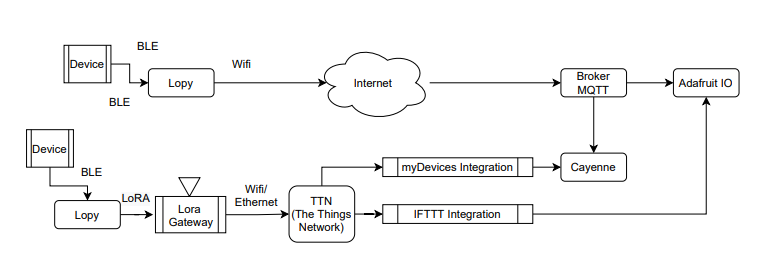 BLE
Device
Wifi
Lopy
Internet
Broker
MQTT
Adafruit IO
BLE
Device
BLE
myDevices Integration
Cayenne
LoRA
Wifi/
Ethernet
TTN
(The Things
Network)
Lopy
Lora
Gateway
IFTTT Integration